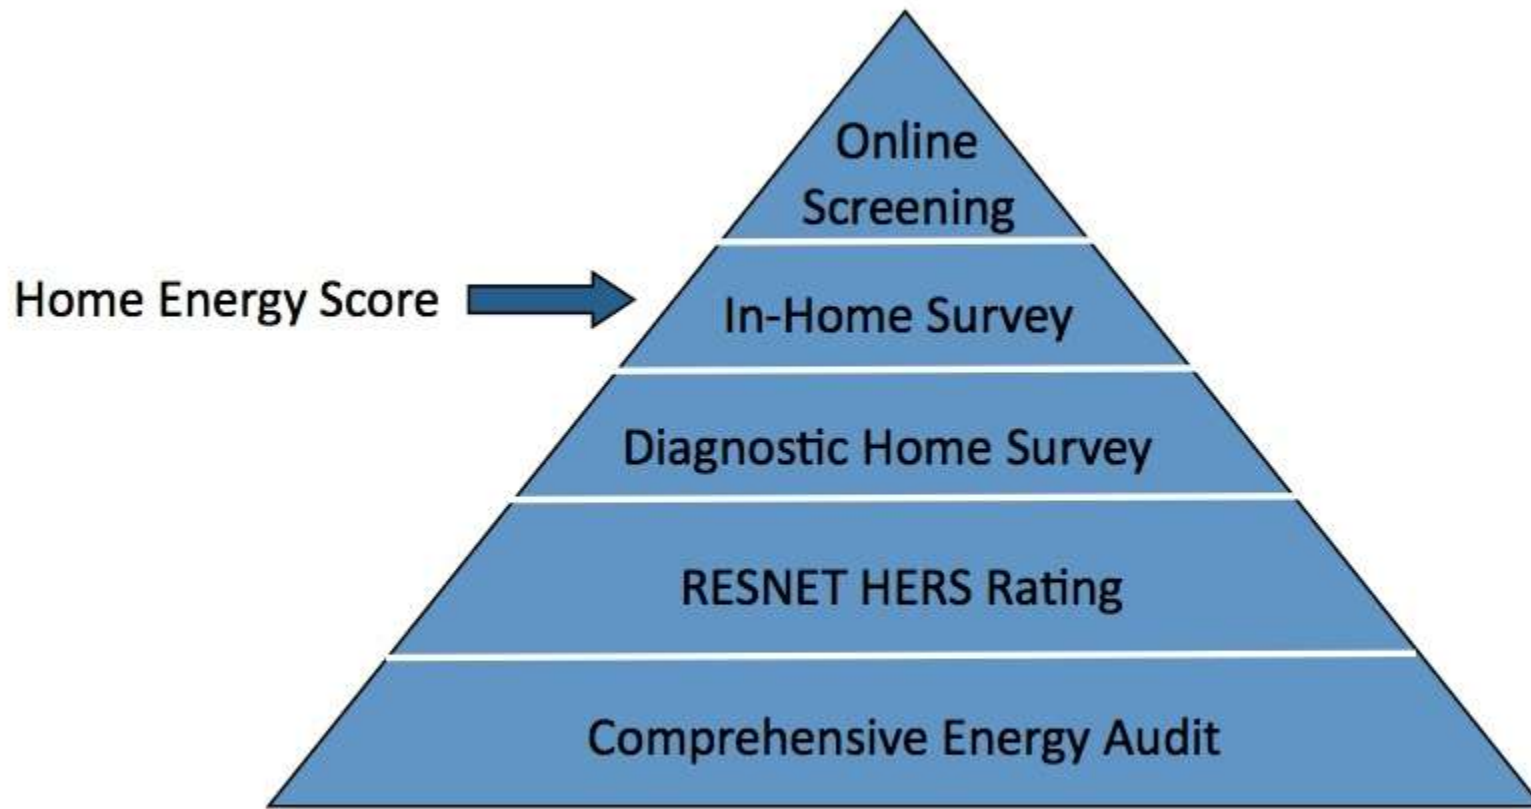 Online
Screening
Home Energy Score
In-Home Survey
Diagnostic Home Survey
RESNET HERS Rating
Comprehensive Energy Audit